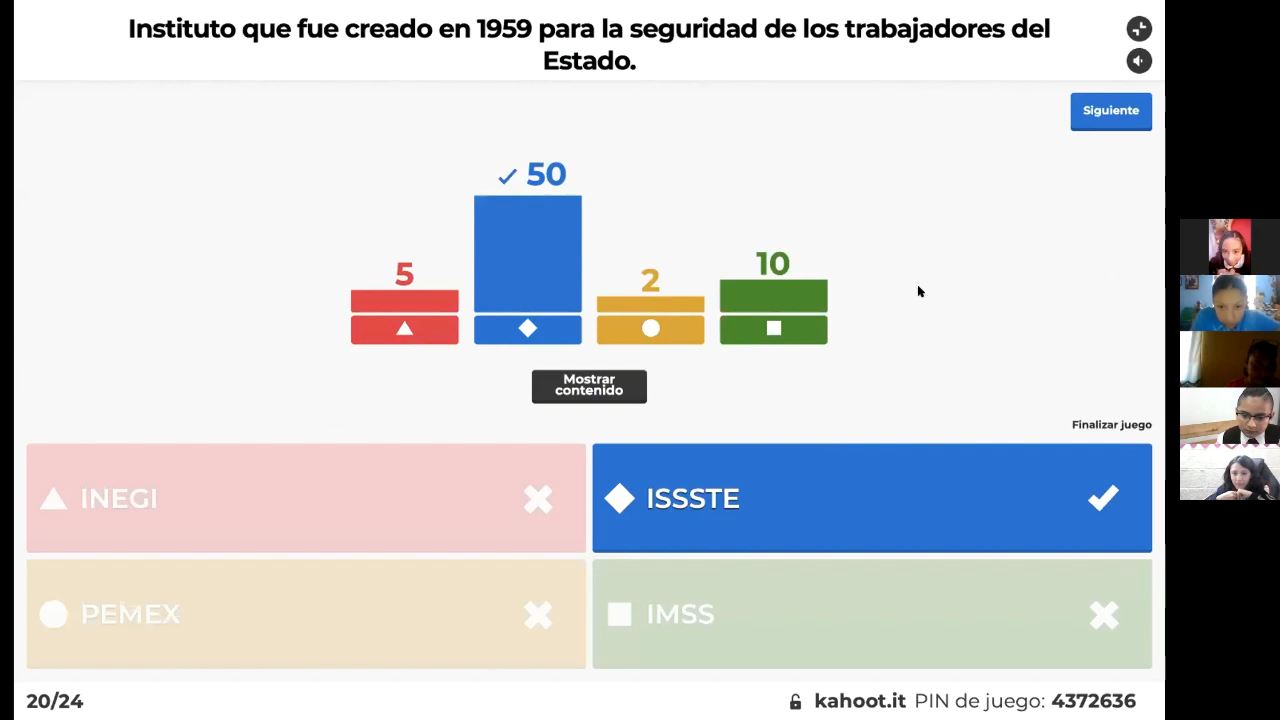 Instituto que fue creado en 1959 para la seguridad de los trabajadores del
Estado.
Siguiente
50
5
2
10
Mostrar
contenido
Finalizar juego
INEGI
ISSSTE
PEMEX
IMSS
20/24
kahoot.it PIN de juego: 4372636